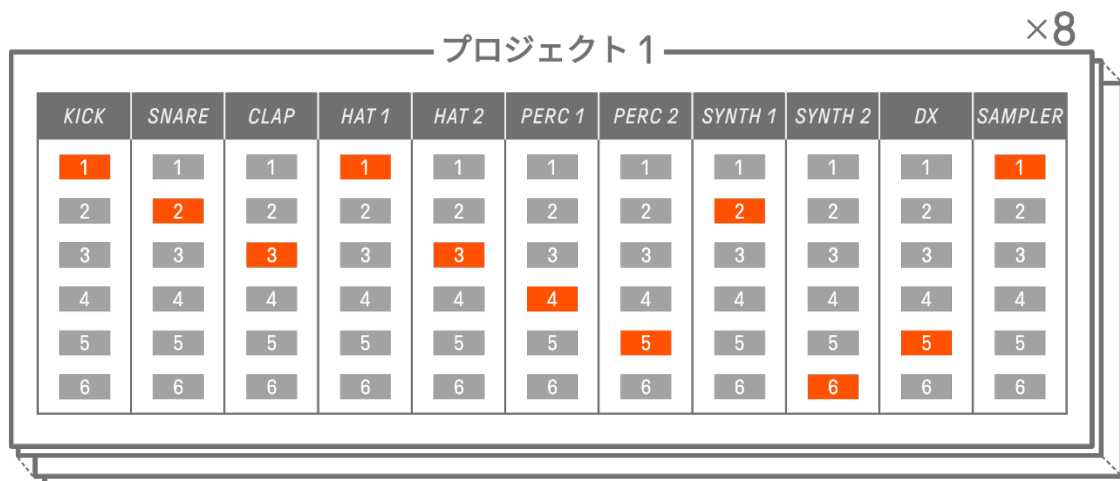 ×8
プロジェクト 1
KICK SNARE CLAP HAT 1 HAT 2 PERC 1 PERC 2 SYNTH 1 SYNTH 2 DX SAMPLER
1 1 1 1 1 1 1 1 1 1 1
2 2 2 2 2 2 2 2 2 2 2
3 3 3 3 3 3 3 3 3 3 3
4 4 4 4 4 4 4 4 4 4 4
5 5 5 5 5 5 5 5 5 5 5
6 6 6 6 6 6 6 6 6 6 6